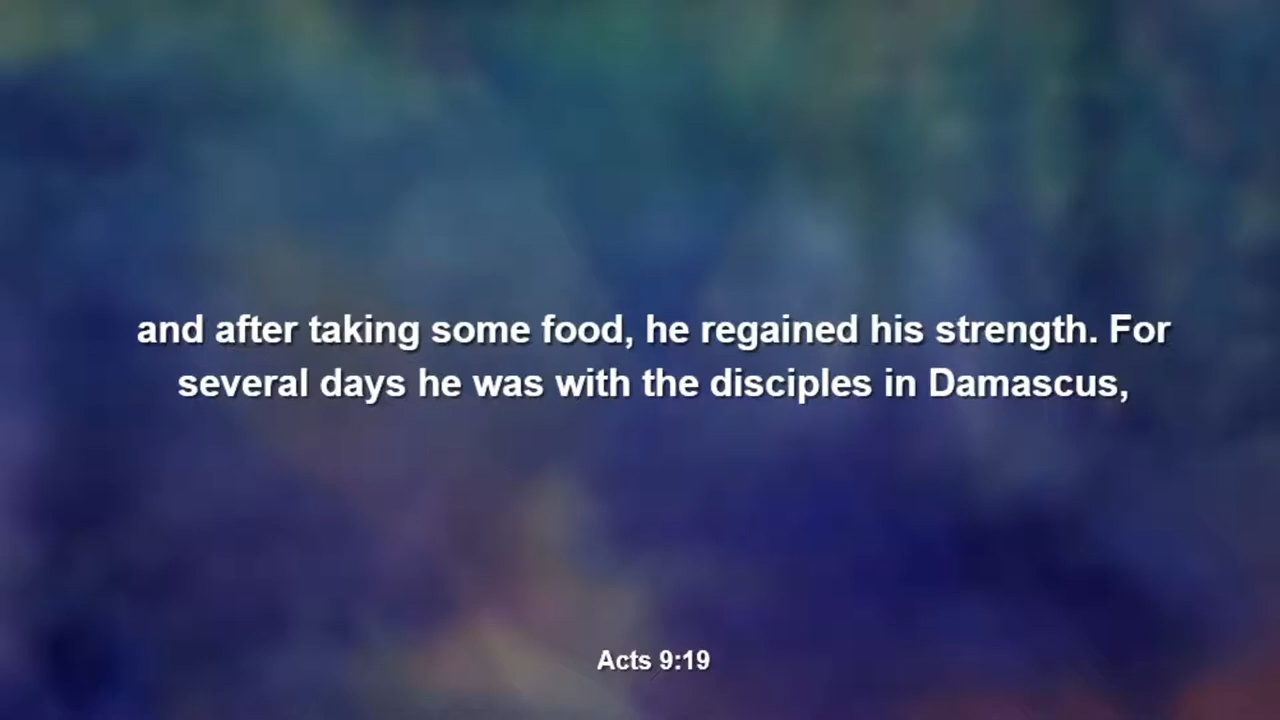 and after taking some food, he regained his strength. For
several days he was with the disciples in Damascus,
Acts 9:19